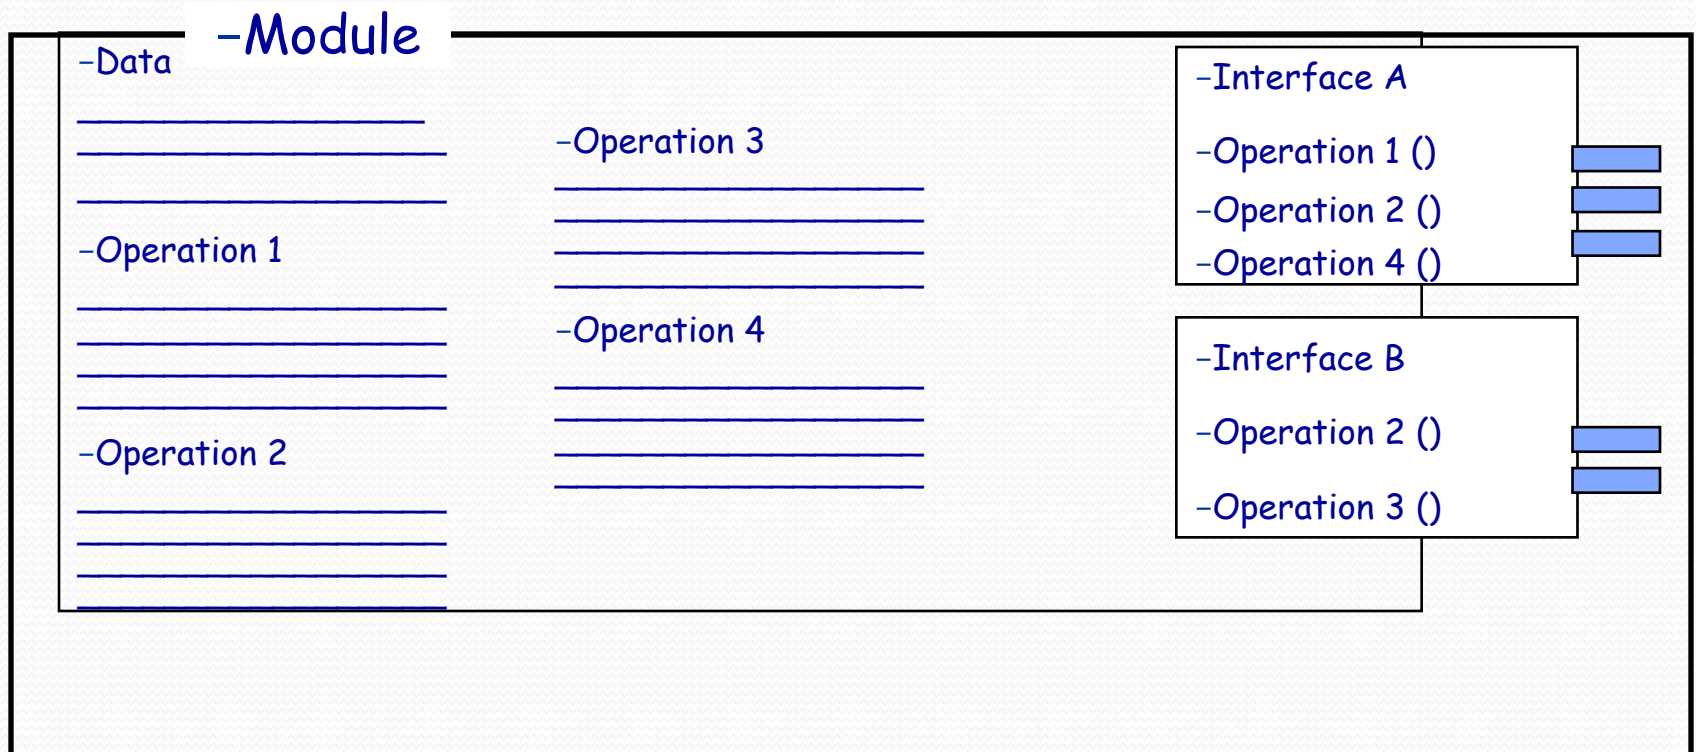 –Module
–Data
–Operation 1
–Operation 2
–Operation 3
–Operation 4
–Interface A
–Operation 1 ()
–Operation 2 ()
–Operation 4 ()
–Interface B
–Operation 2 ()
–Operation 3 ()